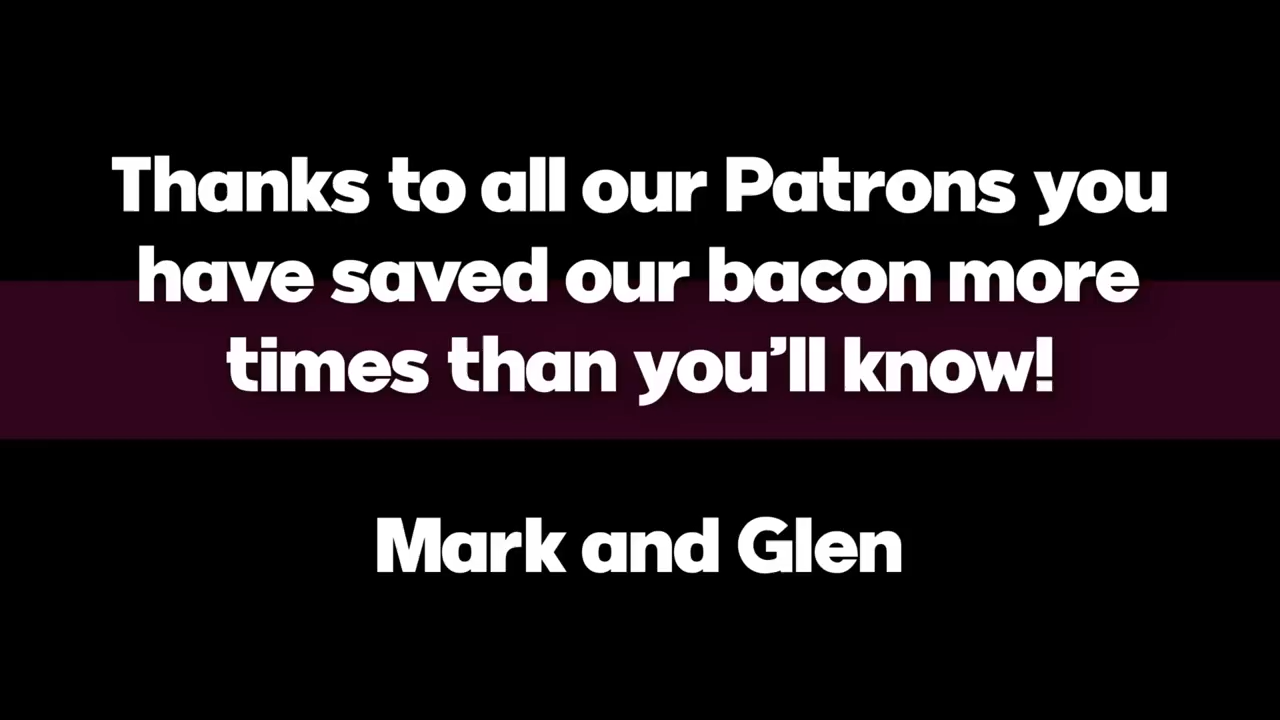 Thanks to all our Patrons you
have saved our bacon more
times than you’ll know!
Mark and Glen